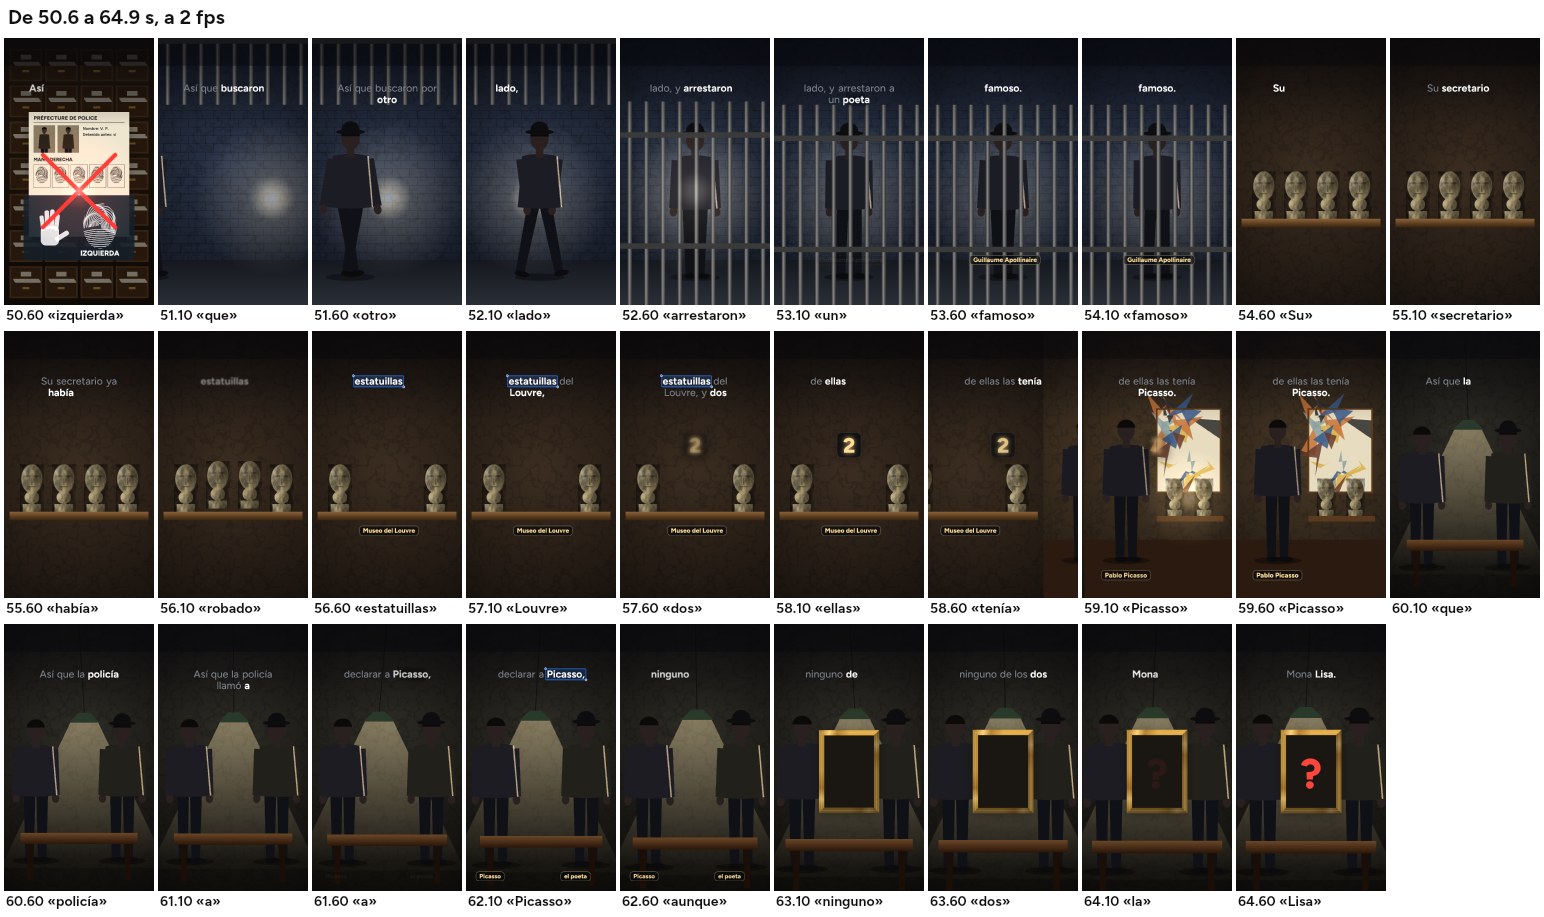 De 50.6 a 64.9 s, a 2 fps
Así
PRÉFECTURE DE POLICE
IZQUIERDA
50.60 «izquierda»
Así que buscaron
51.10 «que»
Así que buscaron por
otro
51.60 «otro»
lado,
52.10 «lado»
lado, y arrestaron
52.60 «arrestaron»
lado, y arrestaron a
un poeta
53.10 «un»
famoso.
Guillaume Apollinaire
53.60 «famoso»
famoso.
Guillaume Apollinaire
54.10 «famoso»
Su
54.60 «Su»
Su secretario
55.10 «secretario»
Su secretario ya
había
55.60 «había»
estatuillas
56.10 «robado»
estatuillas
Museo del Louvre
56.60 «estatuillas»
estatuillas del
Louvre,
Museo del Louvre
57.10 «Louvre»
estatuillas del
Louvre, y dos
2
Museo del Louvre
57.60 «dos»
de ellas
2
Museo del Louvre
58.10 «ellas»
de ellas las tenía
2
Museo del Louvre
58.60 «tenía»
de ellas las tenía
Picasso.
Pablo Picasso
59.10 «Picasso»
de ellas las tenía
Picasso.
Pablo Picasso
59.60 «Picasso»
Así que la
60.10 «que»
Así que la policía
60.60 «policía»
Así que la policía
llamó a
61.10 «a»
declarar a Picasso,
61.60 «a»
declarar a Picasso,
Picasso
el poeta
62.10 «Picasso»
ninguno
Picasso
el poeta
62.60 «aunque»
ninguno de
63.10 «ninguno»
ninguno de los dos
63.60 «dos»
Mona
?
64.10 «la»
Mona Lisa.
?
64.60 «Lisa»